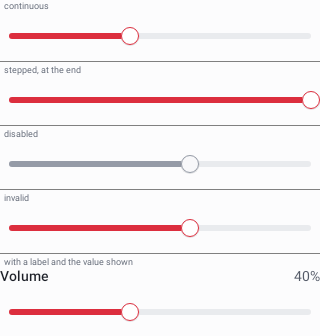 continuous
stepped, at the end
disabled
invalid
with a label and the value shown
Volume 40%